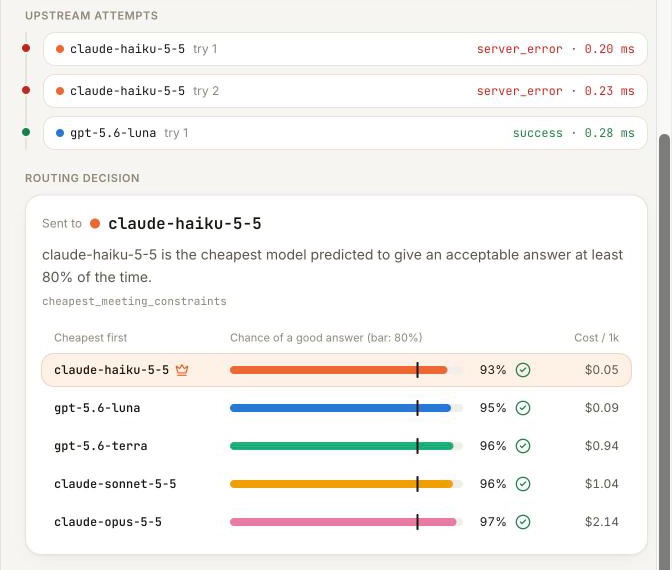 UPSTREAM ATTEMPTS
claude-haiku-5-5 try 1 server_error · 0.20 ms
claude-haiku-5-5 try 2 server_error · 0.23 ms
gpt-5.6-luna try 1 success · 0.28 ms
ROUTING DECISION
Sent to claude-haiku-5-5
claude-haiku-5-5 is the cheapest model predicted to give an acceptable answer at least
80% of the time.
cheapest_meeting_constraints
Cheapest first Chance of a good answer (bar: 80%) Cost / 1k
claude-haiku-5-5 93% $0.05
gpt-5.6-luna 95% $0.09
gpt-5.6-terra 96% $0.94
claude-sonnet-5-5 96% $1.04
claude-opus-5-5 97% $2.14